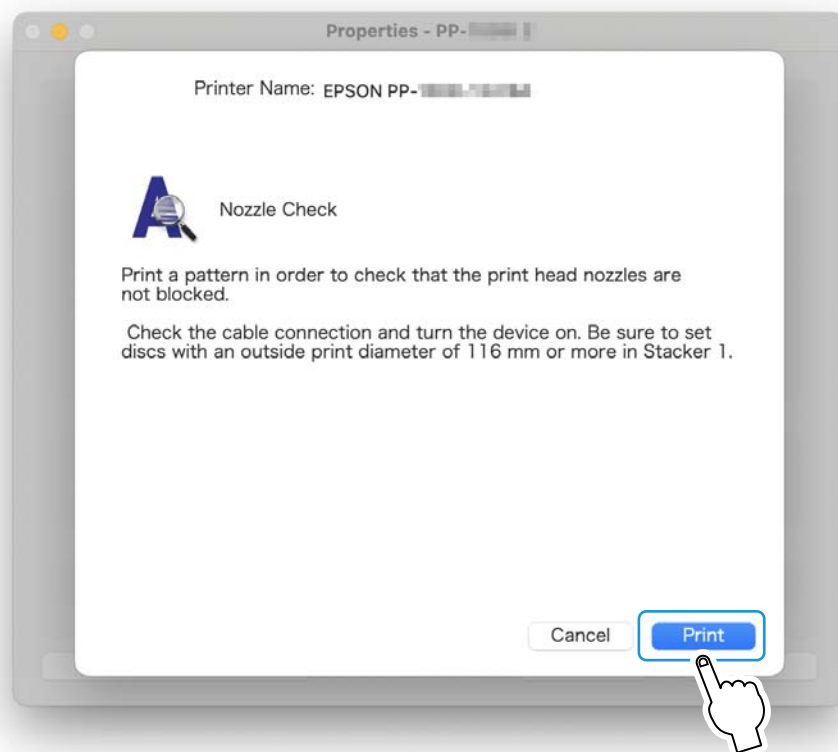 Properties - PP-
Printer Name: EPSON PP-
Nozzle Check
Print a pattern in order to check that the print head nozzles are
not blocked.
Check the cable connection and turn the device on. Be sure to set
discs with an outside print diameter of 116 mm or more in Stacker 1.
Cancel Print